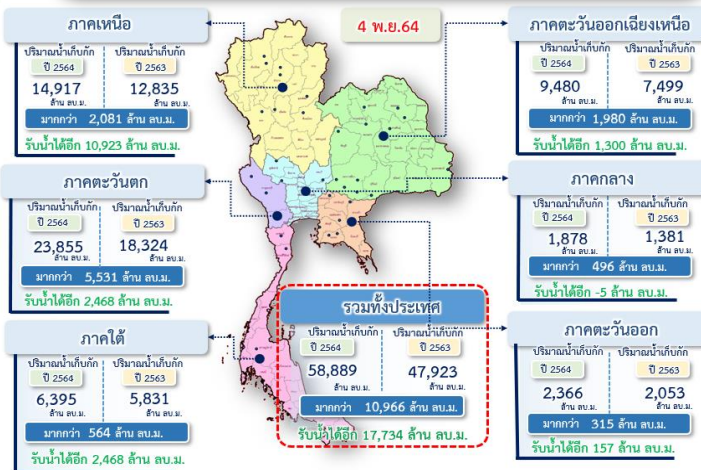 4 พ.ย.64
ภาคเหนือ
ปริมาณน้ำเก็บกัก ปริมาณน้ำเก็บกัก
ปี 2564 ปี 2563
14,917 12,835
ล้าน ลบ.ม. ล้าน ลบ.ม.
มากกว่า 2,081 ล้าน ลบ.ม.
รับน้ำได้อีก 10,923 ล้าน ลบ.ม.
ภาคตะวันออกเฉียงเหนือ
ปริมาณน้ำเก็บกัก ปริมาณน้ำเก็บกัก
ปี 2564 ปี 2563
9,480 7,499
ล้าน ลบ.ม. ล้าน ลบ.ม.
มากกว่า 1,980 ล้าน ลบ.ม.
รับน้ำได้อีก 1,300 ล้าน ลบ.ม.
ภาคตะวันตก
ปริมาณน้ำเก็บกัก ปริมาณน้ำเก็บกัก
ปี 2564 ปี 2563
23,855 18,324
ล้าน ลบ.ม. ล้าน ลบ.ม.
มากกว่า 5,531 ล้าน ลบ.ม.
รับน้ำได้อีก 2,468 ล้าน ลบ.ม.
ภาคกลาง
ปริมาณน้ำเก็บกัก ปริมาณน้ำเก็บกัก
ปี 2564 ปี 2563
1,878 1,381
ล้าน ลบ.ม. ล้าน ลบ.ม.
มากกว่า 496 ล้าน ลบ.ม.
รับน้ำได้อีก -5 ล้าน ลบ.ม.
ภาคใต้
ปริมาณน้ำเก็บกัก ปริมาณน้ำเก็บกัก
ปี 2564 ปี 2563
6,395 5,831
ล้าน ลบ.ม. ล้าน ลบ.ม.
มากกว่า 564 ล้าน ลบ.ม.
รับน้ำได้อีก 2,468 ล้าน ลบ.ม.
รวมทั้งประเทศ
ปริมาณน้ำเก็บกัก ปริมาณน้ำเก็บกัก
ปี 2564 ปี 2563
58,889 47,923
ล้าน ลบ.ม. ล้าน ลบ.ม.
มากกว่า 10,966 ล้าน ลบ.ม.
รับน้ำได้อีก 17,734 ล้าน ลบ.ม.
ภาคตะวันออก
ปริมาณน้ำเก็บกัก ปริมาณน้ำเก็บกัก
ปี 2564 ปี 2563
2,366 2,053
ล้าน ลบ.ม. ล้าน ลบ.ม.
มากกว่า 315 ล้าน ลบ.ม.
รับน้ำได้อีก 157 ล้าน ลบ.ม.